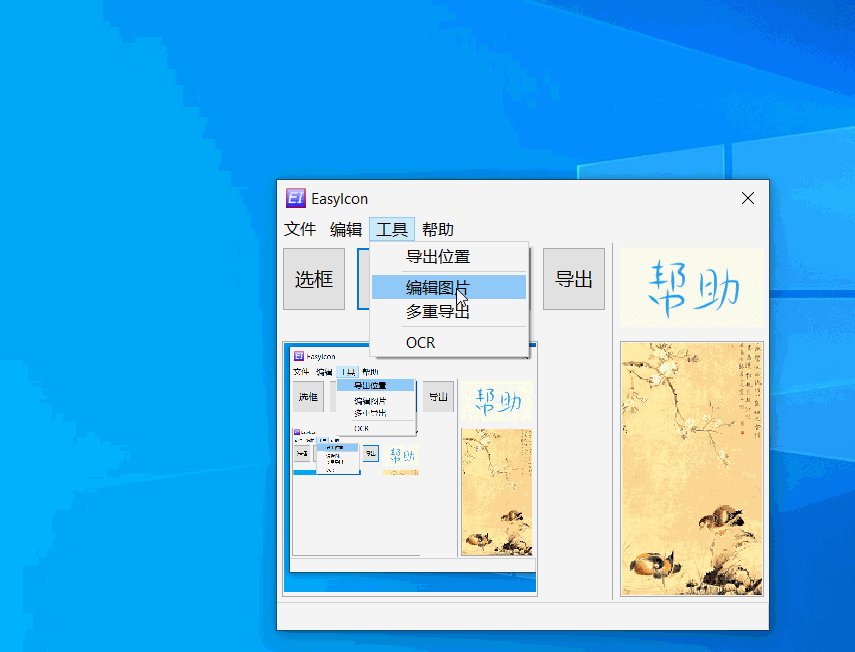 EI EasyIcon
文件 编辑 工具 帮助
导出位置
选框 导出
编辑图片
多重导出
OCR
帮助
EasyIcon
文件 编辑 工具 帮助
导出位置
选框 导出
编辑图片
多重导出
OCR
帮助
帮助